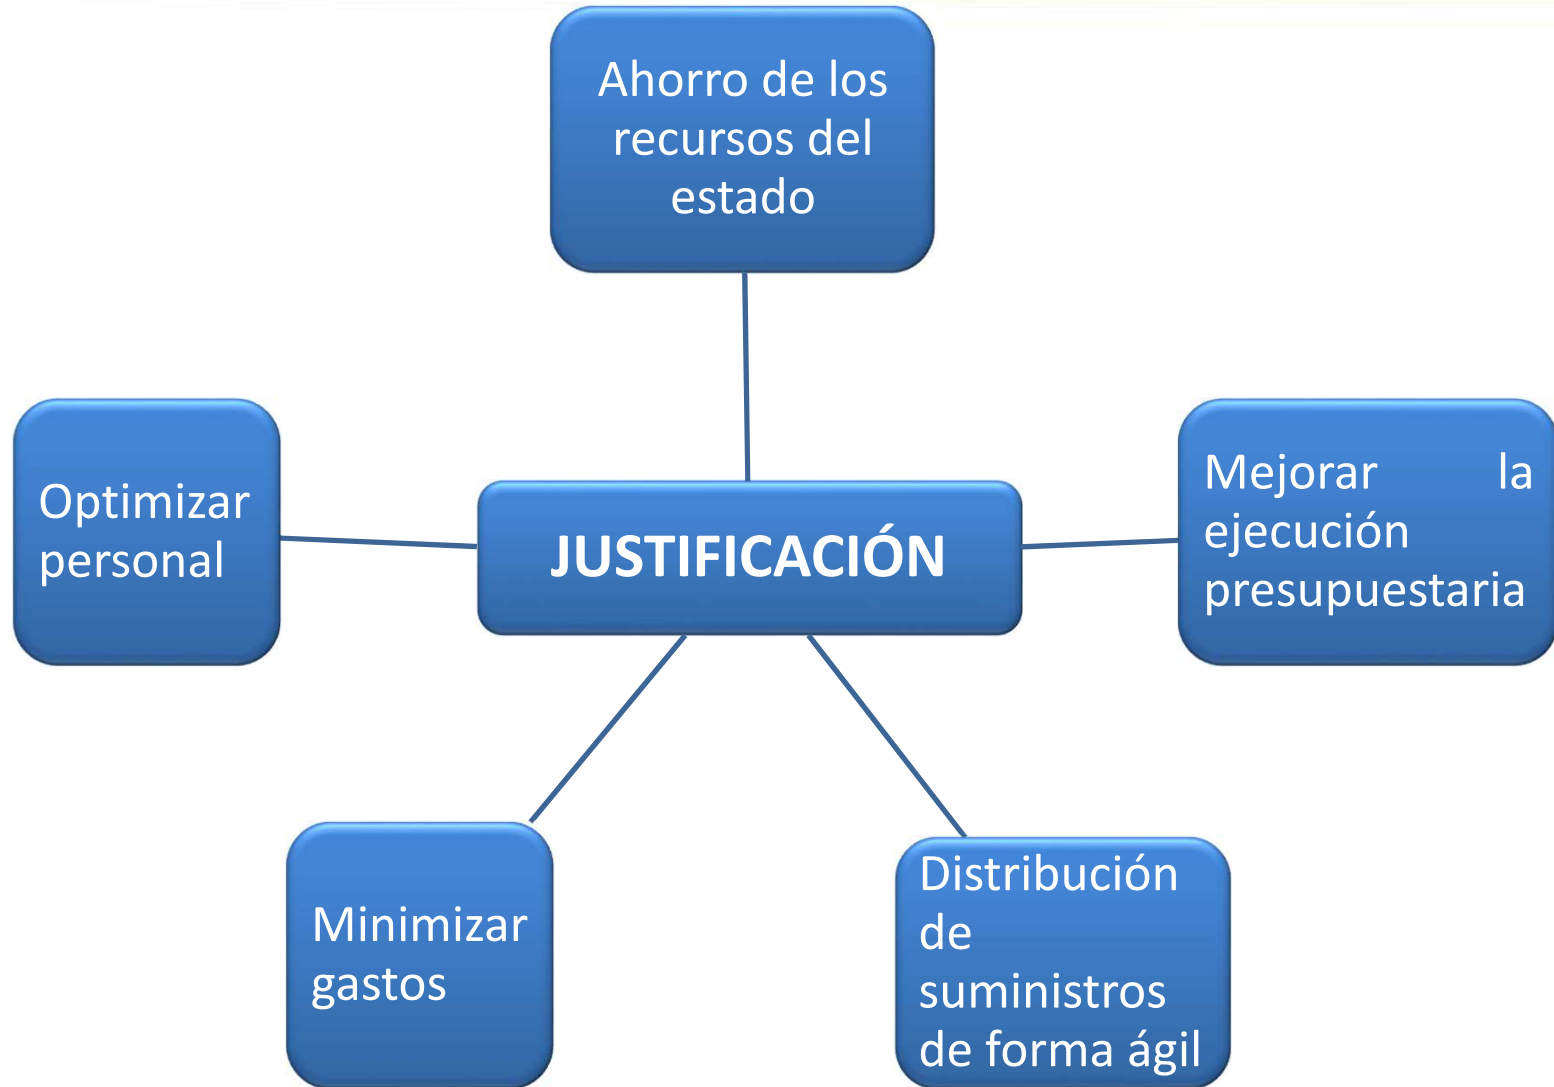 Ahorro de los
recursos del
estado
Optimizar
personal
JUSTIFICACIÓN
Mejorar la
ejecución
presupuestaria
Minimizar
gastos
Distribución
de
suministros
de forma ágil